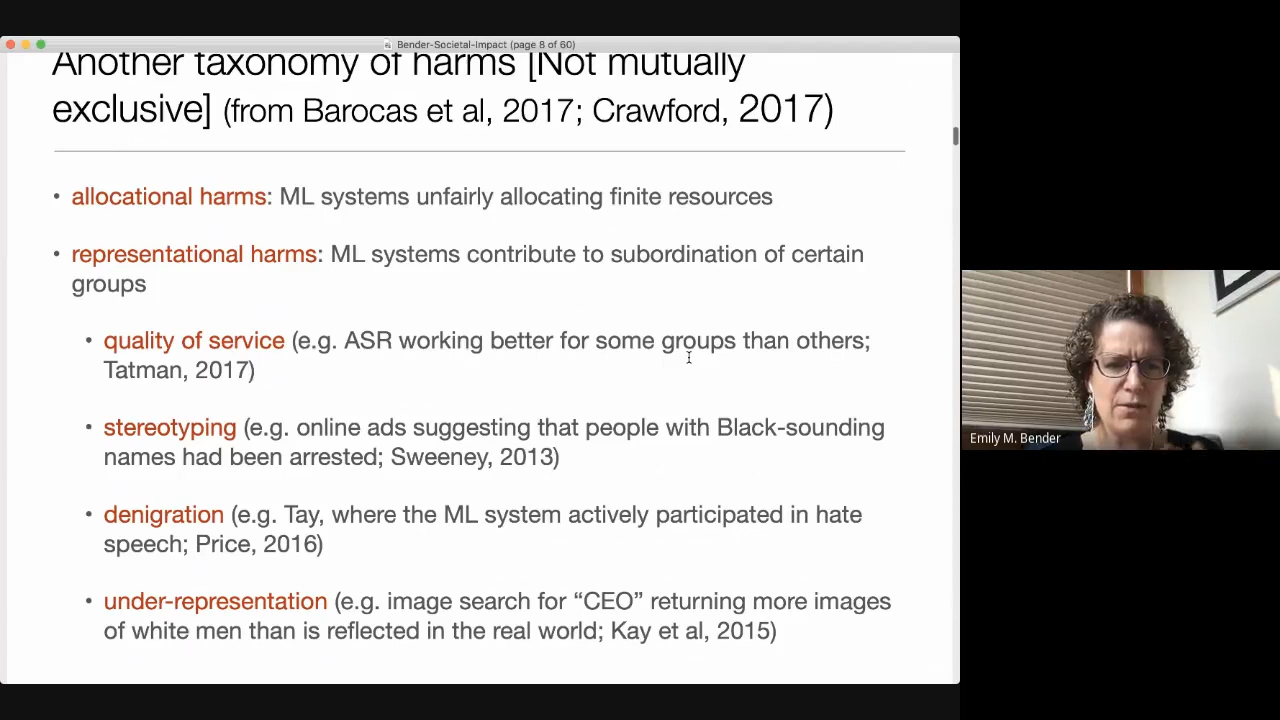 Bender-Societal-Impact (page 8 of 60)
Another taxonomy of harms [Not mutually
exclusive] (from Barocas et al, 2017; Crawford, 2017)
• allocational harms: ML systems unfairly allocating finite resources
• representational harms: ML systems contribute to subordination of certain
groups
• quality of service (e.g. ASR working better for some groups than others;
Tatman, 2017)
• stereotyping (e.g. online ads suggesting that people with Black-sounding
names had been arrested; Sweeney, 2013)
• denigration (e.g. Tay, where the ML system actively participated in hate
speech; Price, 2016)
• under-representation (e.g. image search for “CEO” returning more images
of white men than is reflected in the real world; Kay et al, 2015)
Emily M. Bender